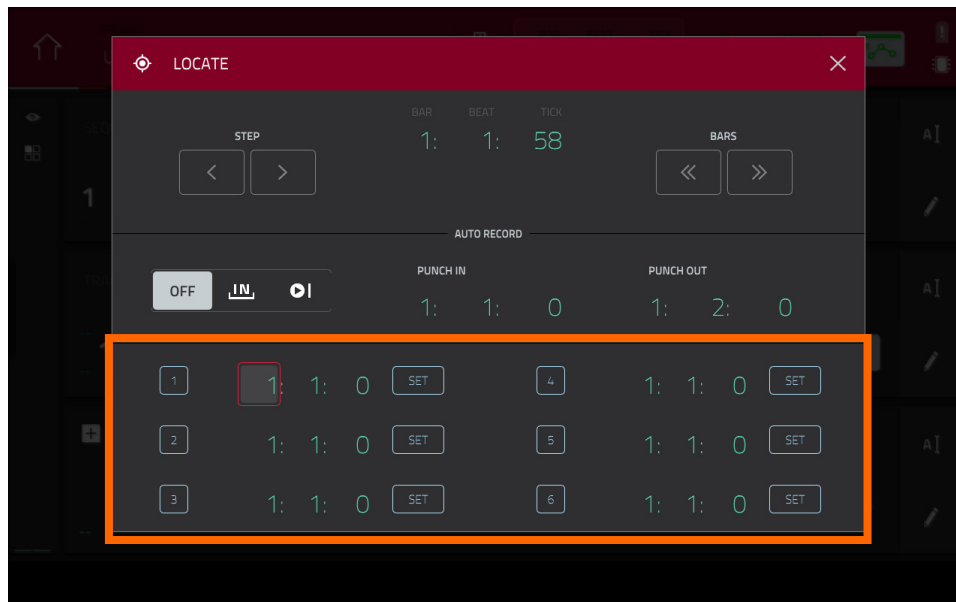 LOCATE
BAR BEAT TICK
STEP 1: 1: 58 BARS
1
AUTO RECORD
PUNCH IN PUNCH OUT
OFF IN
1: 1: 0 1: 2: 0
1 1: 1: 0 SET 4 1: 1: 0 SET
2 1: 1: 0 SET 5 1: 1: 0 SET
3 1: 1: 0 SET 6 1: 1: 0 SET